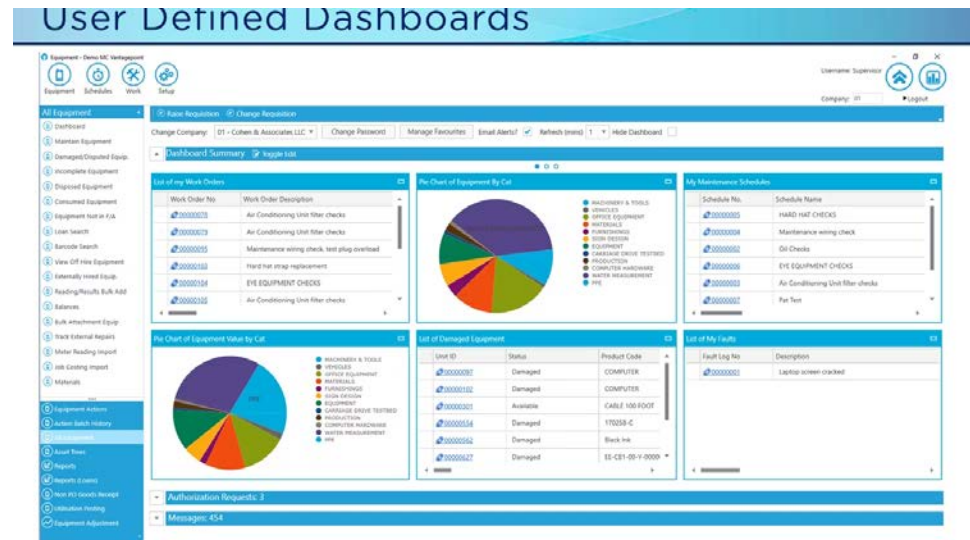 User Defined Dashboards
Equipment - Demo MC Vantagepoint
Equipment Schedules Work Setup
Username: Supervisor
Company: 01 Logout
All Equipment
Raise Requisition Change Requisition
Change Company: 01 - Cohen & Associates, LLC Change Password Manage Favourites Email Alerts? Refresh (mins) 1 Hide Dashboard
Dashboard Summary Toggle Edit
Dashboard
Maintain Equipment
Damaged/Disputed Equip.
Incomplete Equipment
Disposed Equipment
Consumed Equipment
Equipment Not in F/A
Loan Search
Barcode Search
View Off Hire Equipment
Externally Hired Equip.
Reading/Results Bulk Add
Balances
Bulk Attachment Equip
Track External Repairs
Meter Reading Import
Job Costing Import
Materials
Equipment Actions
Action Batch History
Asset Trees
Reports
Reports (Loans)
Non PO Goods Receipt
Utilisation Posting
Equipment Adjustment
List of my Work Orders
Work Order No Work Order Description
00000078 Air Conditioning Unit filter checks
00000079 Air Conditioning Unit filter checks
00000095 Maintenance wiring check, test plug overload
00000103 Hard hat strap replacement
00000104 EYE EQUIPMENT CHECKS
00000105 Air Conditioning Unit filter checks
Pie Chart of Equipment By Cat
MACHINERY & TOOLS
VEHICLES
OFFICE EQUIPMENT
MATERIALS
FURNISHINGS
SIGN DESIGN
EQUIPMENT
CARRIAGE DRIVE TESTBED
PRODUCTION
COMPUTER HARDWARE
WATER MEASUREMENT
PPE
My Maintenance Schedules
Schedule No. Schedule Name
00000005 HARD HAT CHECKS
00000004 Maintenance wiring check
00000002 Oil Checks
00000006 EYE EQUIPMENT CHECKS
00000003 Air Conditioning Unit filter checks
00000007 Pat Test
Pie Chart of Equipment Value by Cat
PPE
MACHINERY & TOOLS
VEHICLES
OFFICE EQUIPMENT
MATERIALS
FURNISHINGS
SIGN DESIGN
EQUIPMENT
CARRIAGE DRIVE TESTBED
PRODUCTION
COMPUTER HARDWARE
WATER MEASUREMENT
PPE
List of Damaged Equipment
Unit ID Status Product Code
00000097 Damaged COMPUTER
00000102 Damaged COMPUTER
00000301 Available CABLE 100 FOOT
00000554 Damaged 170258-C
00000562 Damaged Black Ink
00000627 Damaged EE-CE1-09-Y-0000
List of My Faults
Fault Log No Description
00000001 Laptop screen cracked
Authorization Requests: 3
Messages: 454